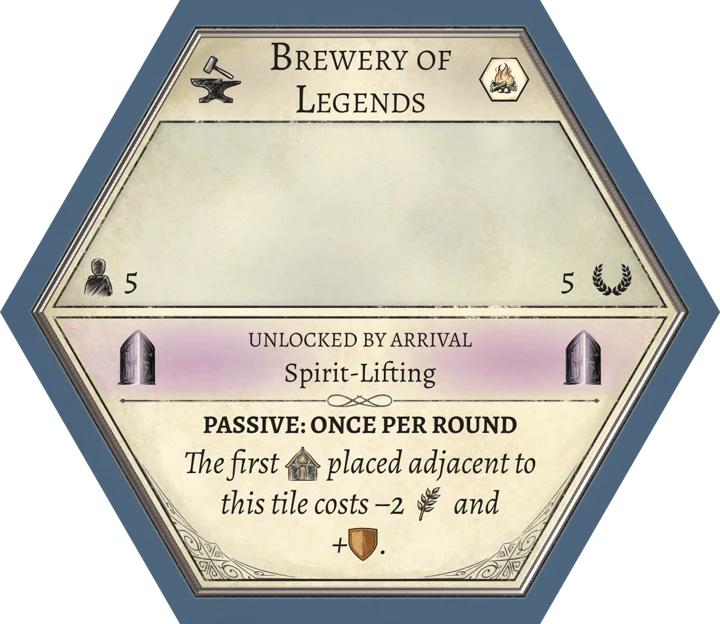 BREWERY OF
LEGENDS
5 5
UNLOCKED BY ARRIVAL
Spirit-Lifting
PASSIVE: ONCE PER ROUND
The first placed adjacent to
this tile costs –2 and
+ .